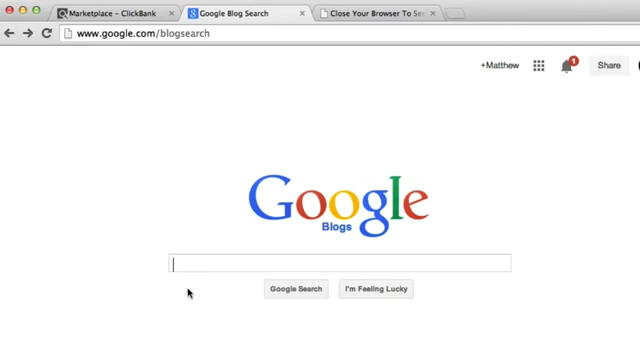 Marketplace - ClickBank
Google Blog Search
Close Your Browser To
www.google.com/blogsearch
+Matthew
1
Share
Google
Blogs
Google Search
I'm Feeling Lucky